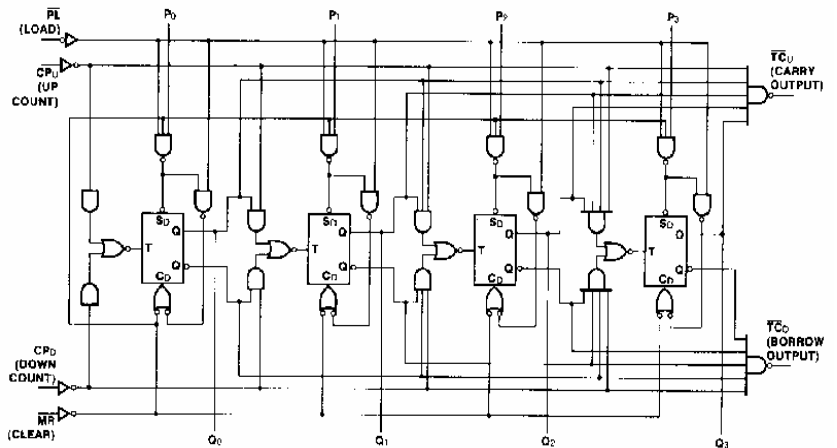 PL
(LOAD)
P0
P1
P2
P3
CPU
(UP
COUNT)
TCU
(CARRY
OUTPUT)
SD
Q
T
Q
CD
SD
Q
T
Q
CD
SD
Q
T
Q
CD
SD
Q
T
Q
CD
CPD
(DOWN
COUNT)
TCD
(BORROW
OUTPUT)
MR
(CLEAR)
Q0
Q1
Q2
Q3